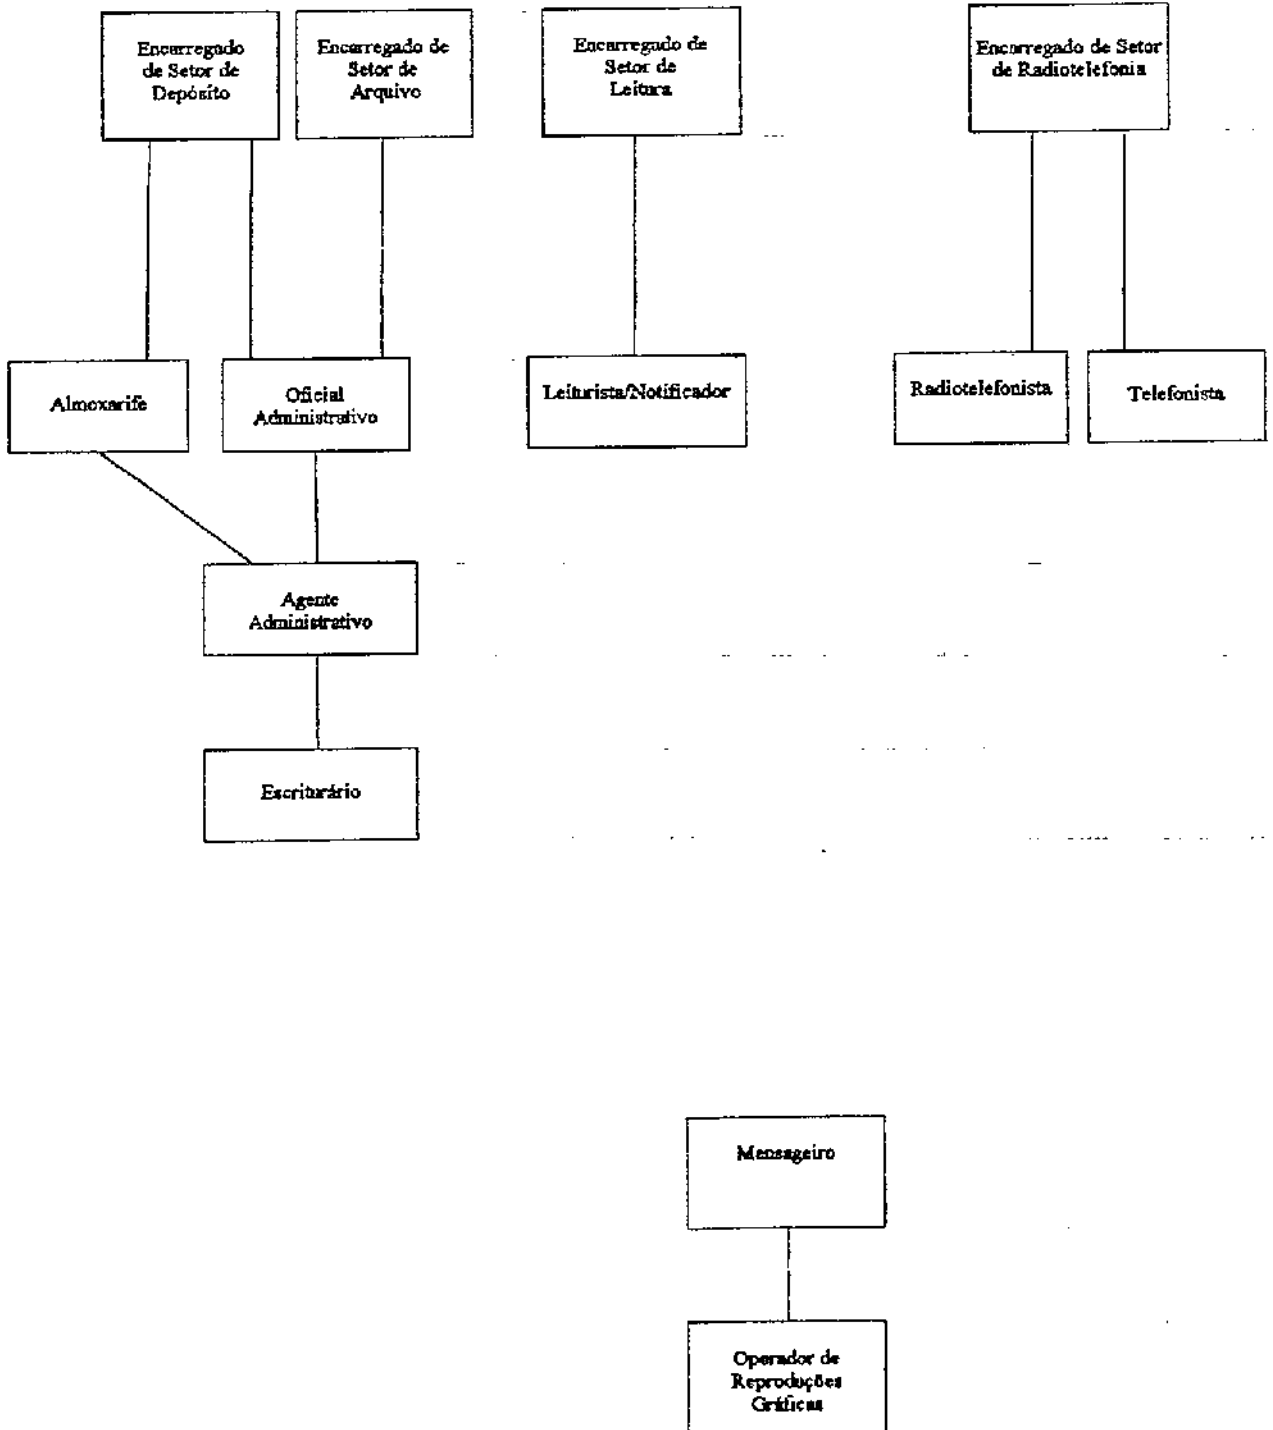 Encarregado
de Setor de
Depósito
Encarregado de
Setor de
Arquivo
Encarregado de
Setor de
Leitura
Encarregado de Setor
de Radiotelefonia
Almoxarife
Oficial
Administrativo
Leiturista/Notificador
Radiotelefonista
Telefonista
Agente
Administrativo
Escriturário
Mensageiro
Operador de
Reproduções
Gráficas